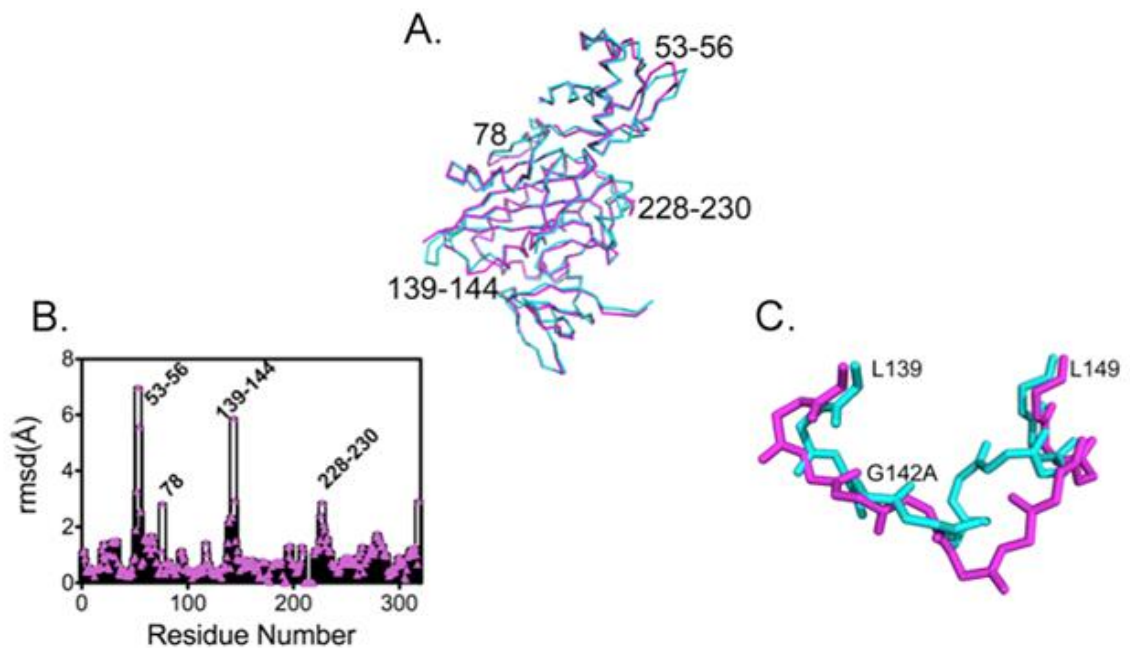 A.
53-56
78
228-230
139-144
B.
8
6
4
2
0
rmsd(Å)
53-56
78
139-144
228-230
0 100 200 300
Residue Number
C.
L139
L149
G142A